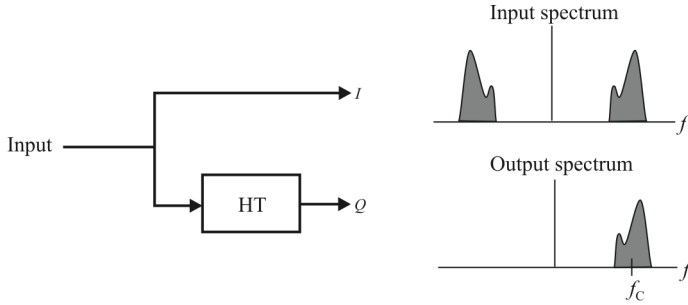 Input
I
HT
Q
Input spectrum
f
Output spectrum
f
fC